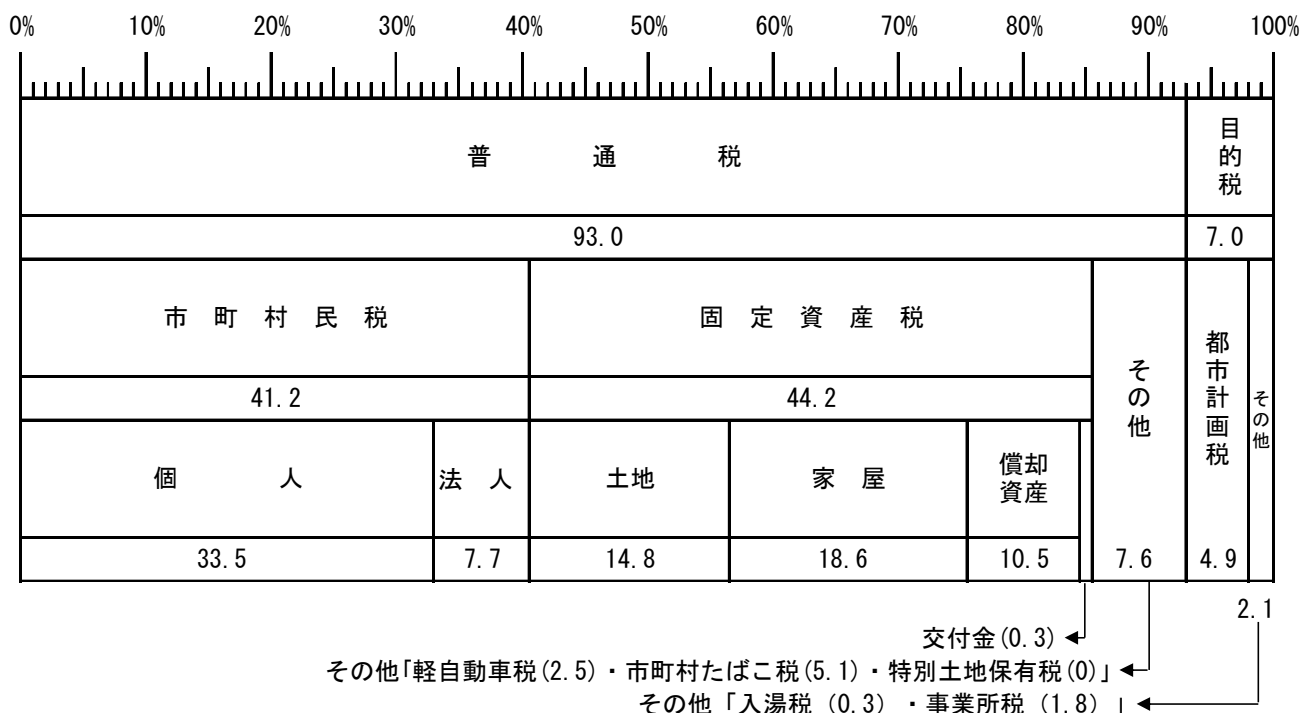 0% 10% 20% 30% 40% 50% 60% 70% 80% 90% 100%
普通税
目的税
93.0
7.0
市町村民税
固定資産税
その他
都市計画税
その他
41.2
44.2
個人
法人
土地
家屋
償却
資産
33.5
7.7
14.8
18.6
10.5
7.6
4.9
2.1
交付金(0.3)
その他「軽自動車税(2.5)・市町村たばこ税(5.1)・特別土地保有税(0)」
その他「入湯税(0.3)・事業所税(1.8)」